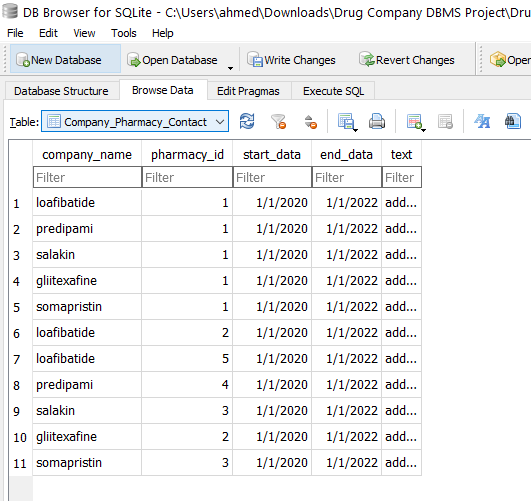 DB Browser for SQLite - C:\Users\ahmed\Downloads\Drug Company DBMS Project\Dru
File Edit View Tools Help
New Database Open Database Write Changes Revert Changes Open
Database Structure Browse Data Edit Pragmas Execute SQL
Table: Company_Pharmacy_Contact
company_name pharmacy_id start_data end_data text
Filter Filter Filter Filter Filter
1 loafibatide 1 1/1/2020 1/1/2022 add...
2 predipami 1 1/1/2020 1/1/2022 add...
3 salakin 1 1/1/2020 1/1/2022 add...
4 gliitexafine 1 1/1/2020 1/1/2022 add...
5 somapristin 1 1/1/2020 1/1/2022 add...
6 loafibatide 2 1/1/2020 1/1/2022 add...
7 loafibatide 5 1/1/2020 1/1/2022 add...
8 predipami 4 1/1/2020 1/1/2022 add...
9 salakin 3 1/1/2020 1/1/2022 add...
10 gliitexafine 2 1/1/2020 1/1/2022 add...
11 somapristin 3 1/1/2020 1/1/2022 add...